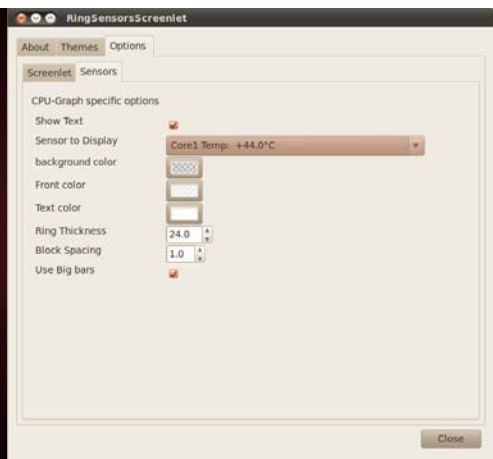 RingSensorsScreenlet
About Themes Options
Screenlet Sensors
CPU-Graph specific options
Show Text
Sensor to Display Core1 Temp: +44.0°C
background color
Front color
Text color
Ring Thickness 24.0
Block Spacing 1.0
Use Big bars
Close